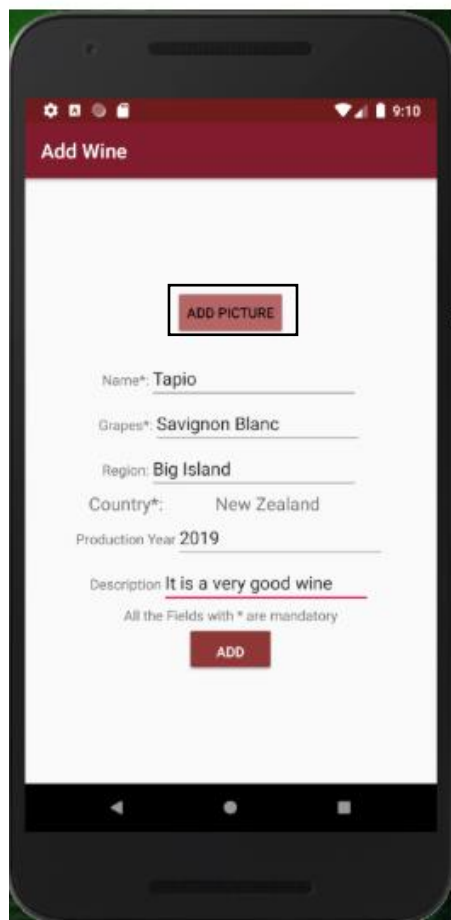 9:10
Add Wine
ADD PICTURE
Name*: Tapio
Grapes*: Savignon Blanc
Region: Big Island
Country*: New Zealand
Production Year 2019
Description It is a very good wine
All the Fields with * are mandatory
ADD